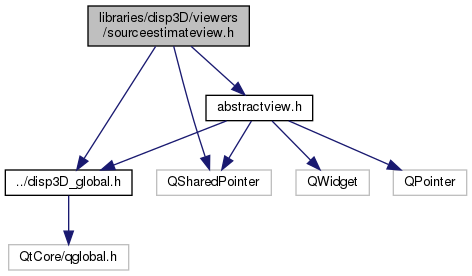 libraries/disp3D/viewers
/sourceestimateview.h
abstractview.h
../disp3D_global.h
QSharedPointer
QWidget
QPointer
QtCore/qglobal.h